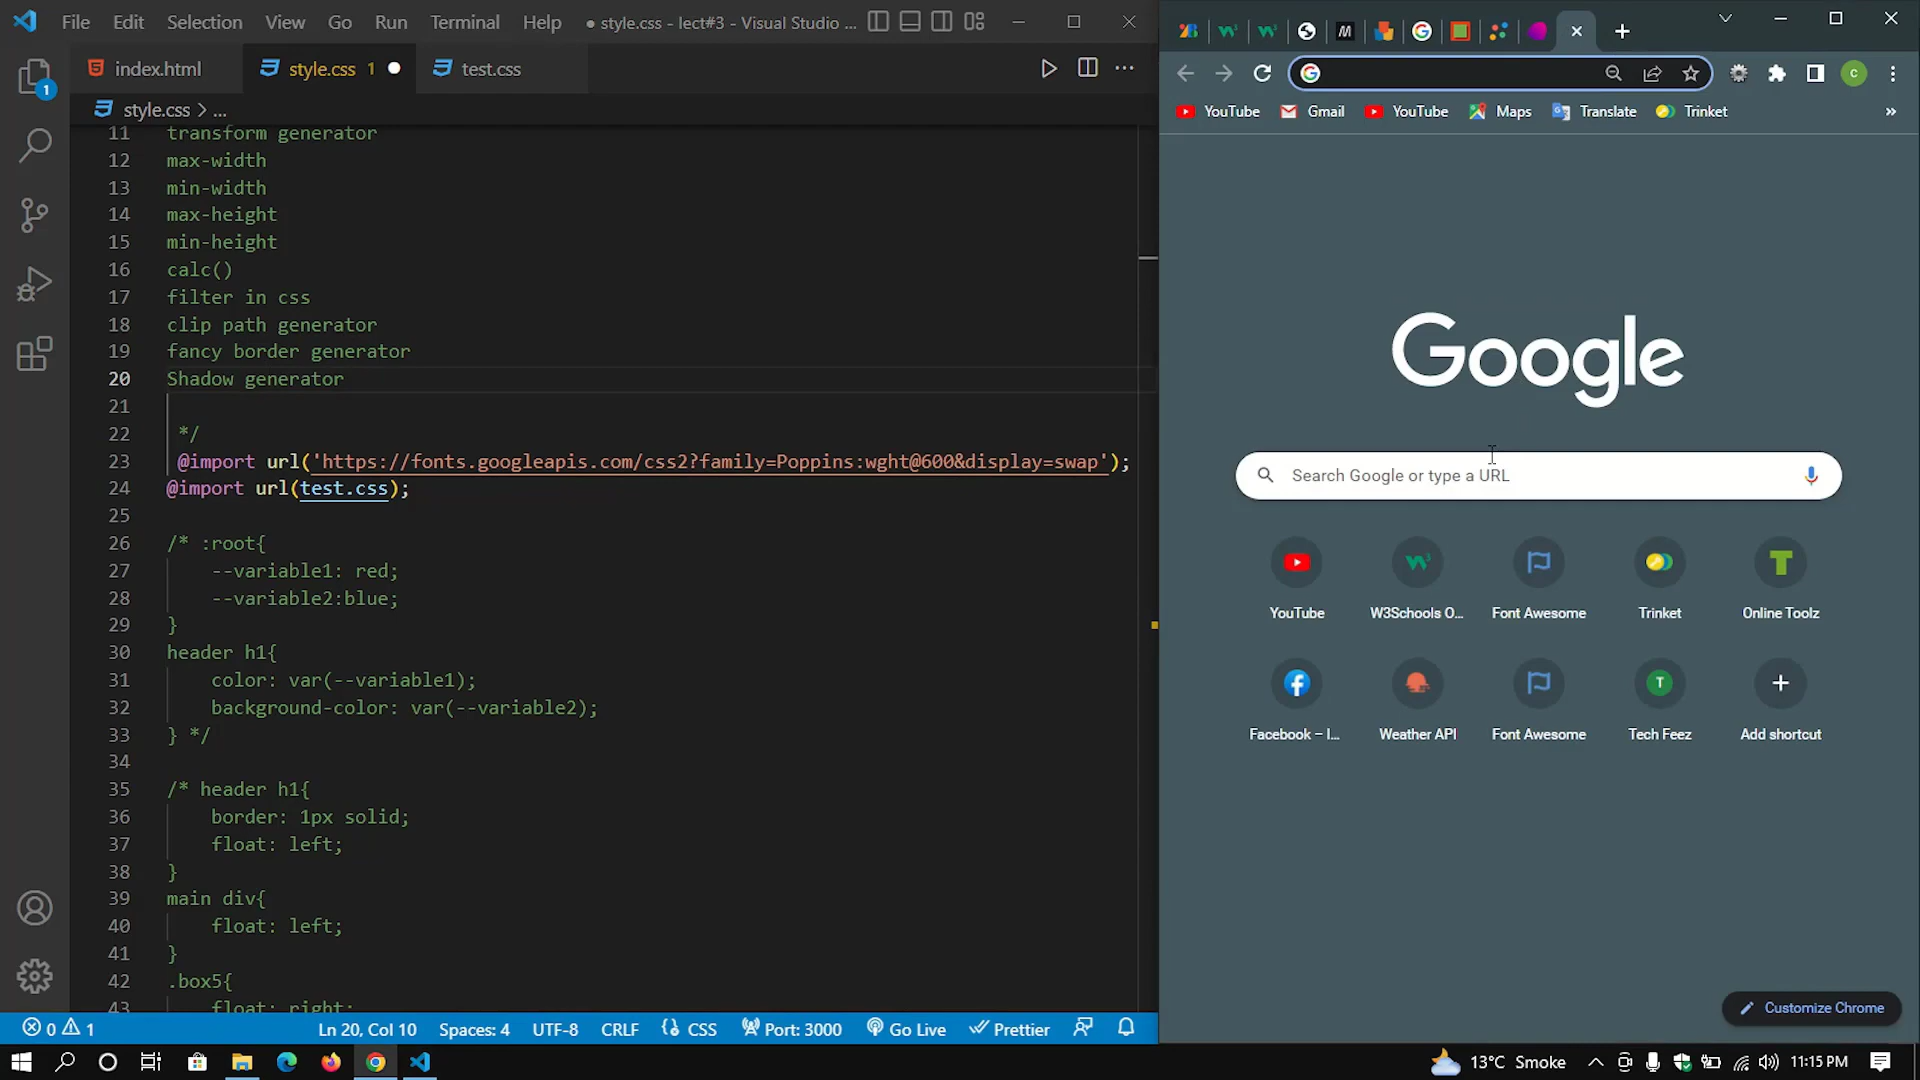 File Edit Selection View Go Run Terminal Help ● style.css - lect#3 - Visual Studio ...
index.html style.css 1 test.css
style.css > ...
11 transform generator
12 max-width
13 min-width
14 max-height
15 min-height
16 calc()
17 filter in css
18 clip path generator
19 fancy border generator
20 Shadow generator
21
22 */
23 @import url('https://fonts.googleapis.com/css2?family=Poppins:wght@600&display=swap');
24 @import url(test.css);
25
26 /* :root{
27 --variable1: red;
28 --variable2:blue;
29 }
30 header h1{
31 color: var(--variable1);
32 background-color: var(--variable2);
33 } */
34
35 /* header h1{
36 border: 1px solid;
37 float: left;
38 }
39 main div{
40 float: left;
41 }
42 .box5{
43 float: right;
1
0 1 Ln 20, Col 10 Spaces: 4 UTF-8 CRLF CSS Port: 3000 Go Live Prettier
C
YouTube Gmail YouTube Maps Translate Trinket »
Google
Search Google or type a URL
YouTube W3Schools O... Font Awesome Trinket Online Toolz
T
Facebook – I... Weather API Font Awesome Tech Feez Add shortcut
Customize Chrome
13°C Smoke 11:15 PM